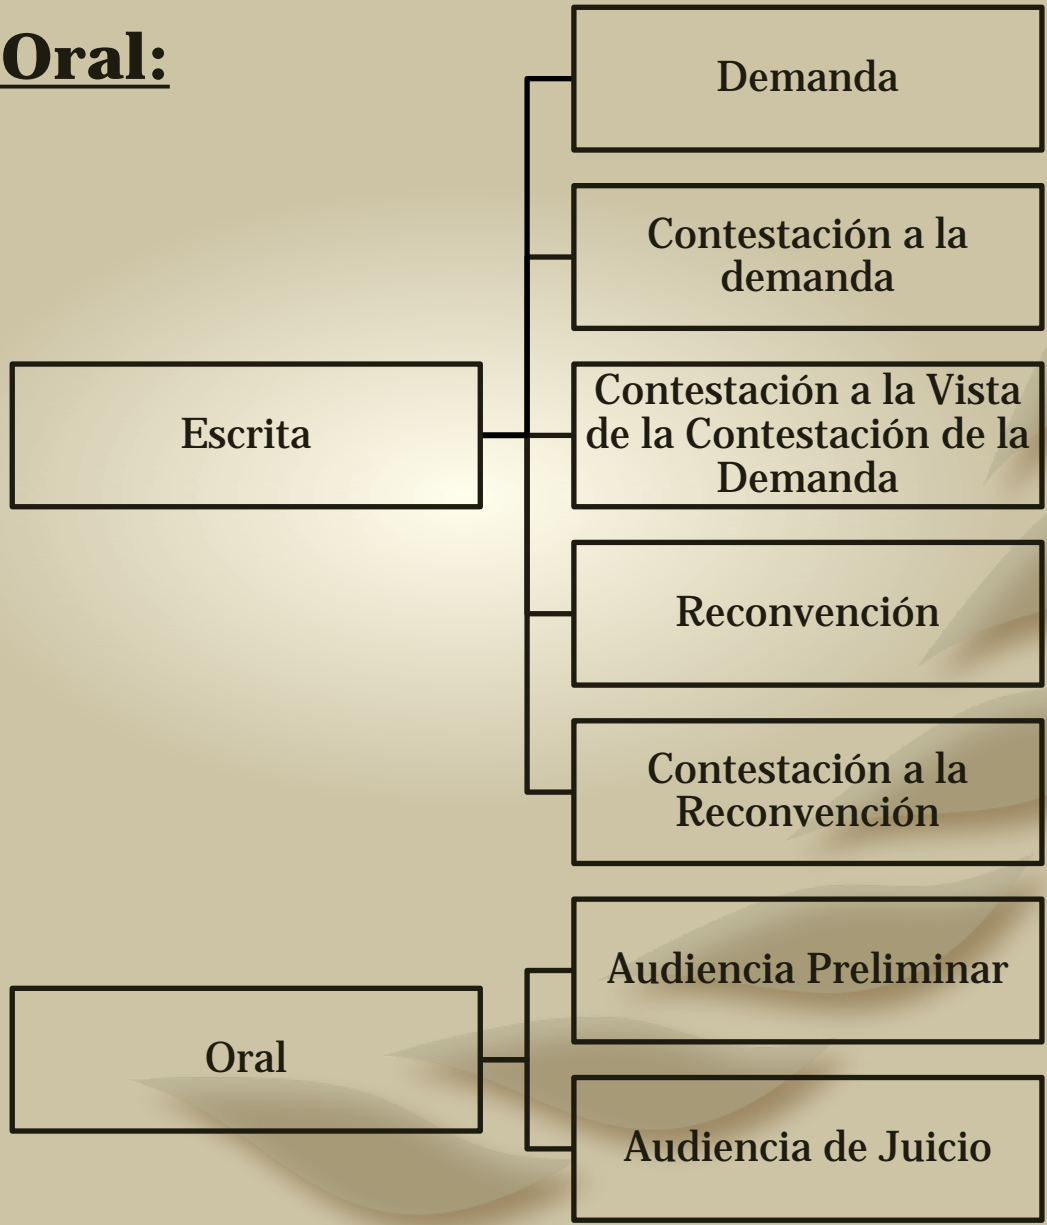 Oral:
Escrita
Demanda
Contestación a la
demanda
Contestación a la Vista
de la Contestación de la
Demanda
Reconvención
Contestación a la
Reconvención
Oral
Audiencia Preliminar
Audiencia de Juicio